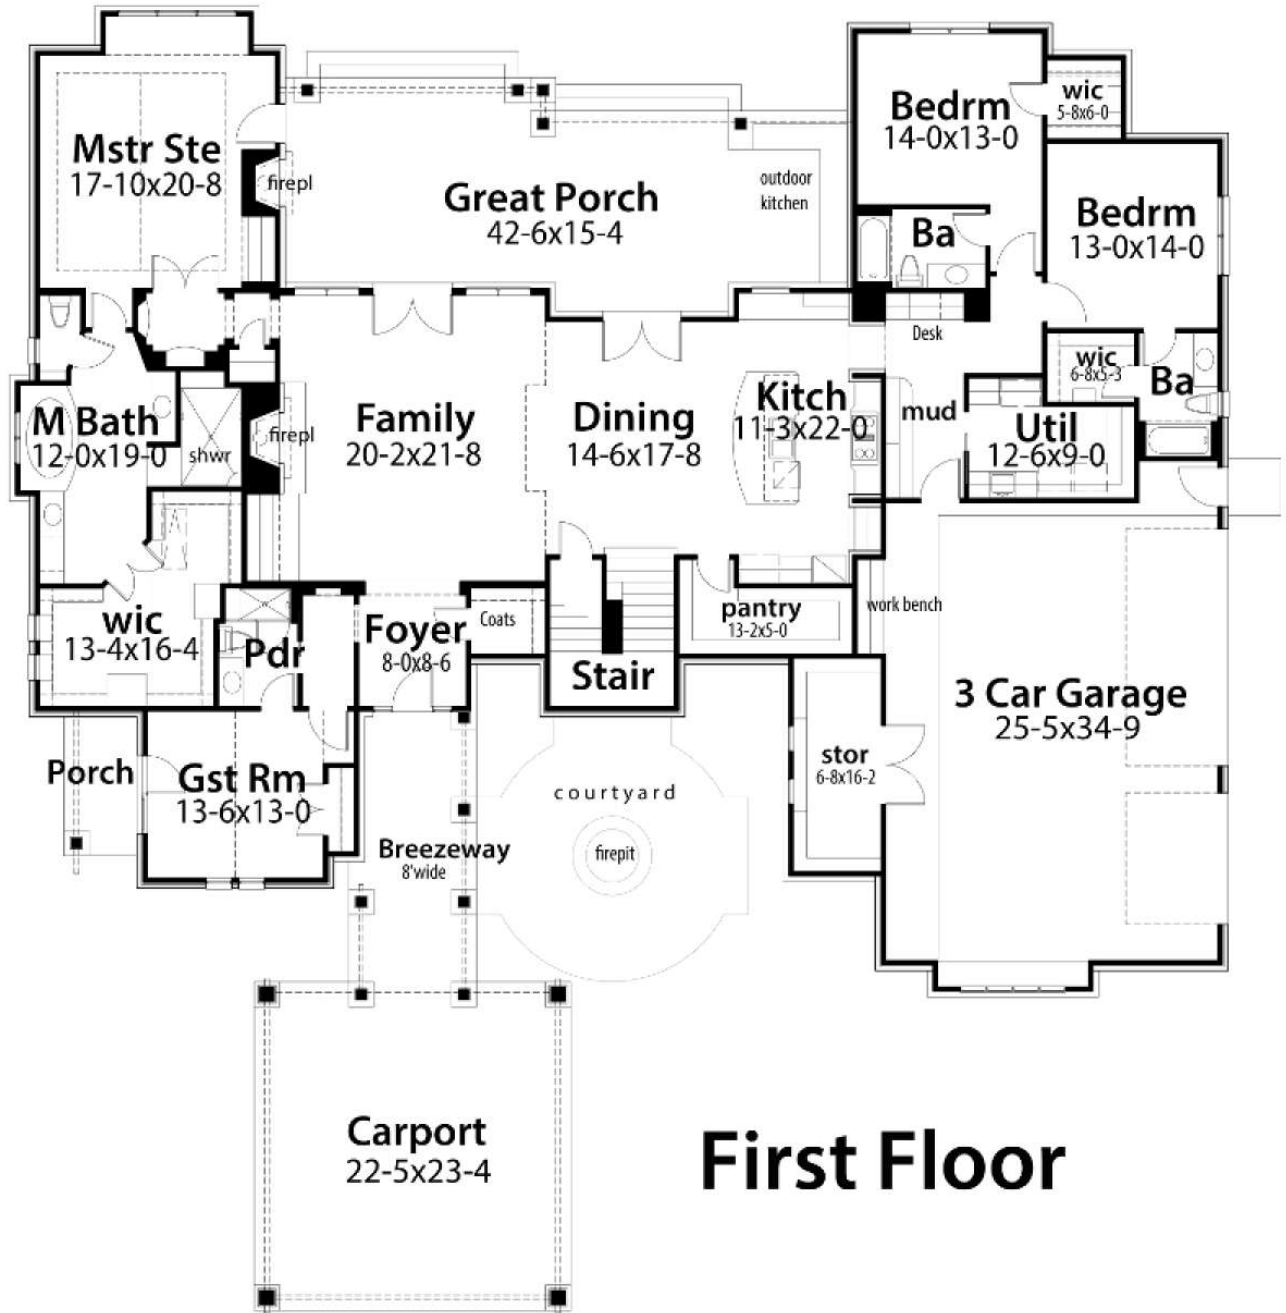 Mstr Ste
17-10x20-8
firepl
Great Porch
42-6x15-4
outdoor
kitchen
Bedrm
14-0x13-0
wic
5-8x6-0
Bedrm
13-0x14-0
Ba
Desk
wic
6-8x5-3
Ba
M Bath
12-0x19-0
shwr
firepl
Family
20-2x21-8
Dining
14-6x17-8
Kitch
11-3x22-0
mud
Util
12-6x9-0
wic
13-4x16-4
Pdr
Foyer
8-0x8-6
Coats
Stair
pantry
13-2x5-0
work bench
3 Car Garage
25-5x34-9
stor
6-8x16-2
Porch
Gst Rm
13-6x13-0
Breezeway
8'wide
courtyard
firepit
Carport
22-5x23-4
First Floor